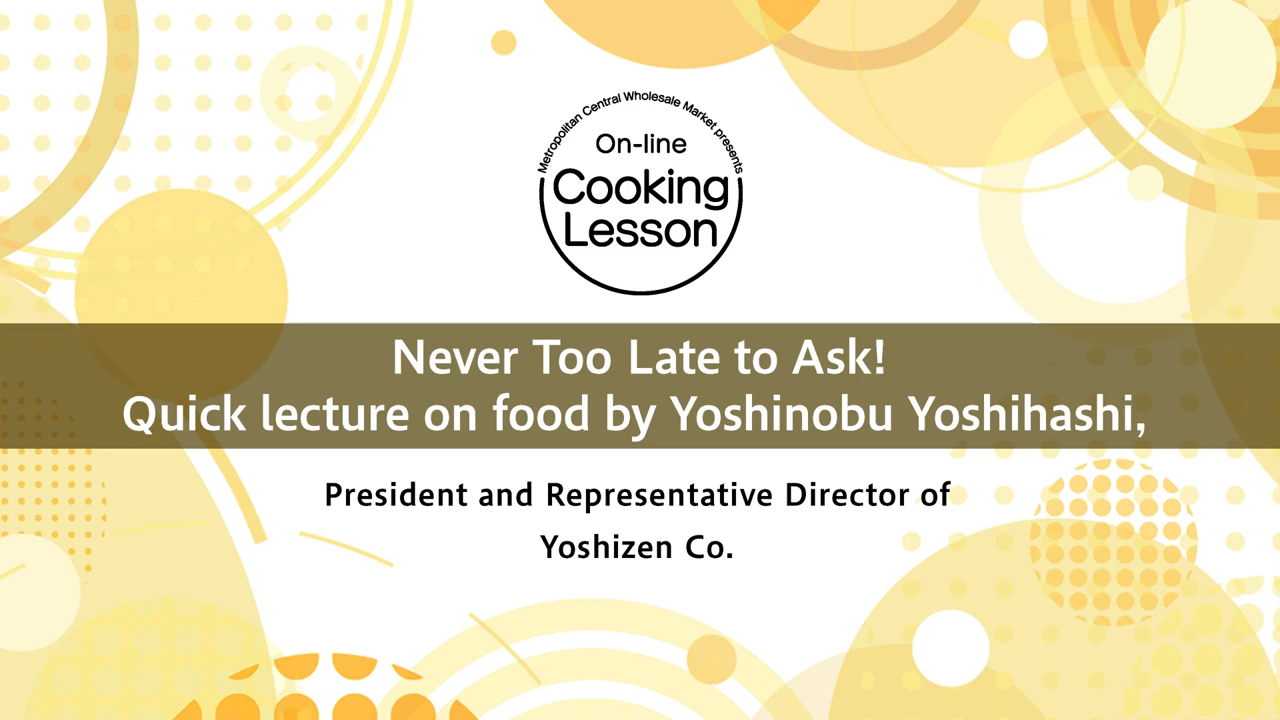 Metropolitan Central Wholesale Market presents
On-line
Cooking
Lesson
Never Too Late to Ask!
Quick lecture on food by Yoshinobu Yoshihashi,
President and Representative Director of
Yoshizen Co.